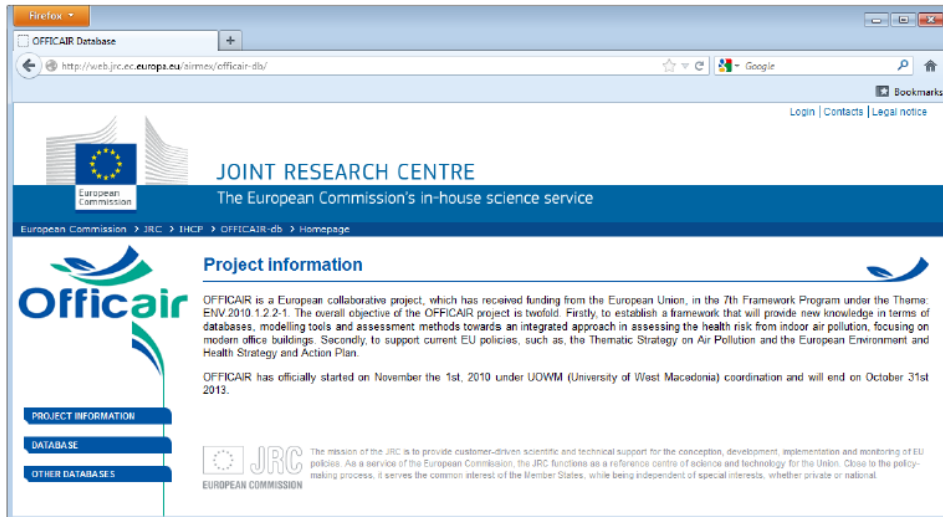 Firefox
OFFICAIR Database
http://web.jrc.ec.europa.eu/airmex/officair-db/
Google
Bookmarks
Login | Contacts | Legal notice
European
Commission
JOINT RESEARCH CENTRE
The European Commission's in-house science service
European Commission > JRC > IHCP > OFFICAIR-db > Homepage
Officair
Project information
OFFICAIR is a European collaborative project, which has received funding from the European Union, in the 7th Framework Program under the Theme:
ENV.2010.1.2.2-1. The overall objective of the OFFICAIR project is twofold. Firstly, to establish a framework that will provide new knowledge in terms of
databases, modelling tools and assessment methods towards an integrated approach in assessing the health risk from indoor air pollution, focusing on
modern office buildings. Secondly, to support current EU policies, such as, the Thematic Strategy on Air Pollution and the European Environment and
Health Strategy and Action Plan.
OFFICAIR has officially started on November the 1st, 2010 under UOWM (University of West Macedonia) coordination and will end on October 31st
2013.
PROJECT INFORMATION
DATABASE
OTHER DATABASES
JRC
EUROPEAN COMMISSION
The mission of the JRC is to provide customer-driven scientific and technical support for the conception, development, implementation and monitoring of EU
policies. As a service of the European Commission, the JRC functions as a reference centre of science and technology for the Union. Close to the policy-
making process, it serves the common interest of the Member States, while being independent of special interests, whether private or national.